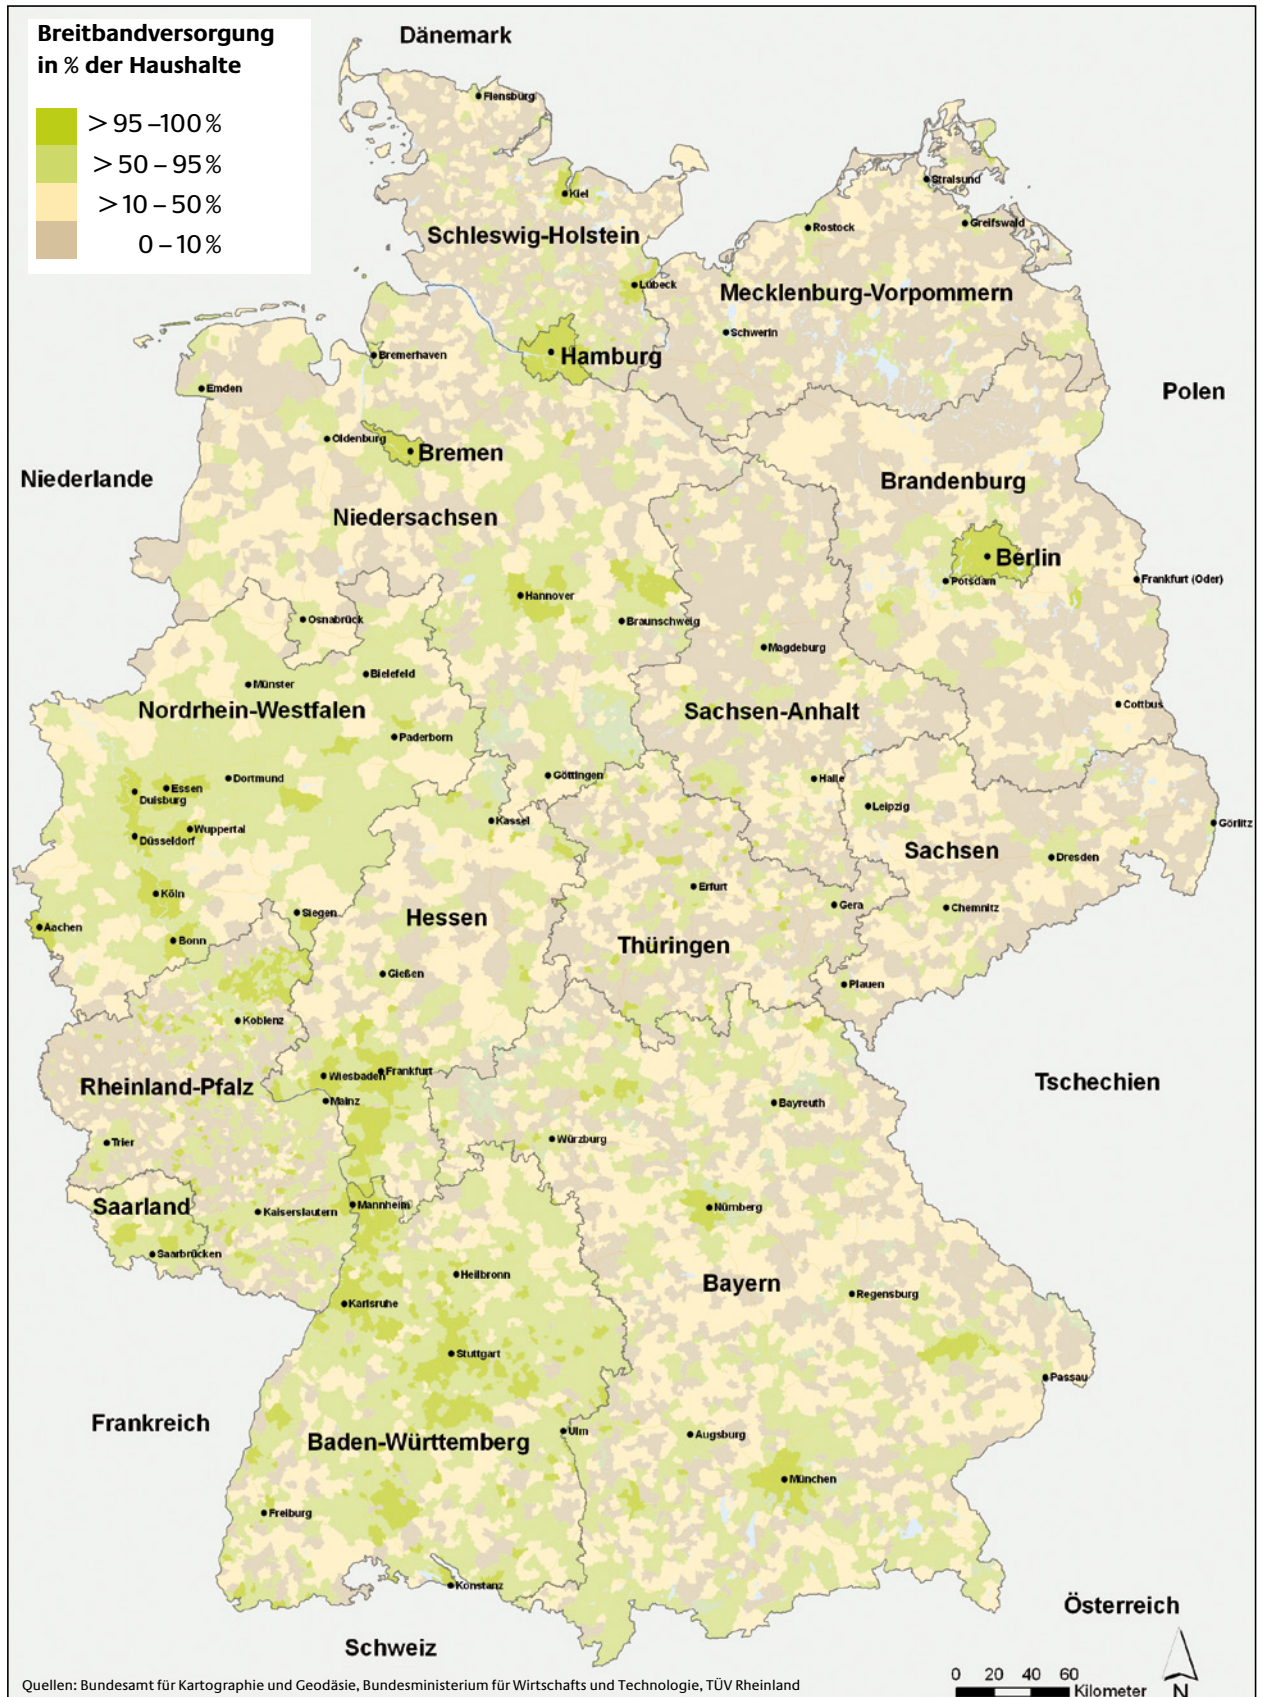 Breitbandversorgung
in % der Haushalte
> 95 – 100 %
> 50 – 95 %
> 10 – 50 %
0 – 10 %
Dänemark
Flensburg
Kiel
Stralsund
Greifswald
Rostock
Schleswig-Holstein
Lübeck
Mecklenburg-Vorpommern
Schwerin
Bremerhaven
Hamburg
Emden
Polen
Oldenburg
Bremen
Niederlande
Brandenburg
Niedersachsen
Berlin
Potsdam
Frankfurt (Oder)
Hannover
Braunschweig
Osnabrück
Magdeburg
Bielefeld
Münster
Nordrhein-Westfalen
Sachsen-Anhalt
Cottbus
Paderborn
Göttingen
Halle
Dortmund
Essen
Duisburg
Leipzig
Kassel
Görlitz
Wuppertal
Düsseldorf
Sachsen
Dresden
Erfurt
Köln
Gera
Chemnitz
Siegen
Hessen
Aachen
Bonn
Thüringen
Gießen
Plauen
Koblenz
Frankfurt
Wiesbaden
Rheinland-Pfalz
Tschechien
Mainz
Bayreuth
Trier
Würzburg
Saarland
Mannheim
Kaiserslautern
Nürnberg
Saarbrücken
Heilbronn
Bayern
Regensburg
Karlsruhe
Stuttgart
Passau
Frankreich
Ulm
Augsburg
Baden-Württemberg
München
Freiburg
Konstanz
Österreich
Schweiz
0 20 40 60
Kilometer
N
Quellen: Bundesamt für Kartographie und Geodäsie, Bundesministerium für Wirtschafts und Technologie, TÜV Rheinland